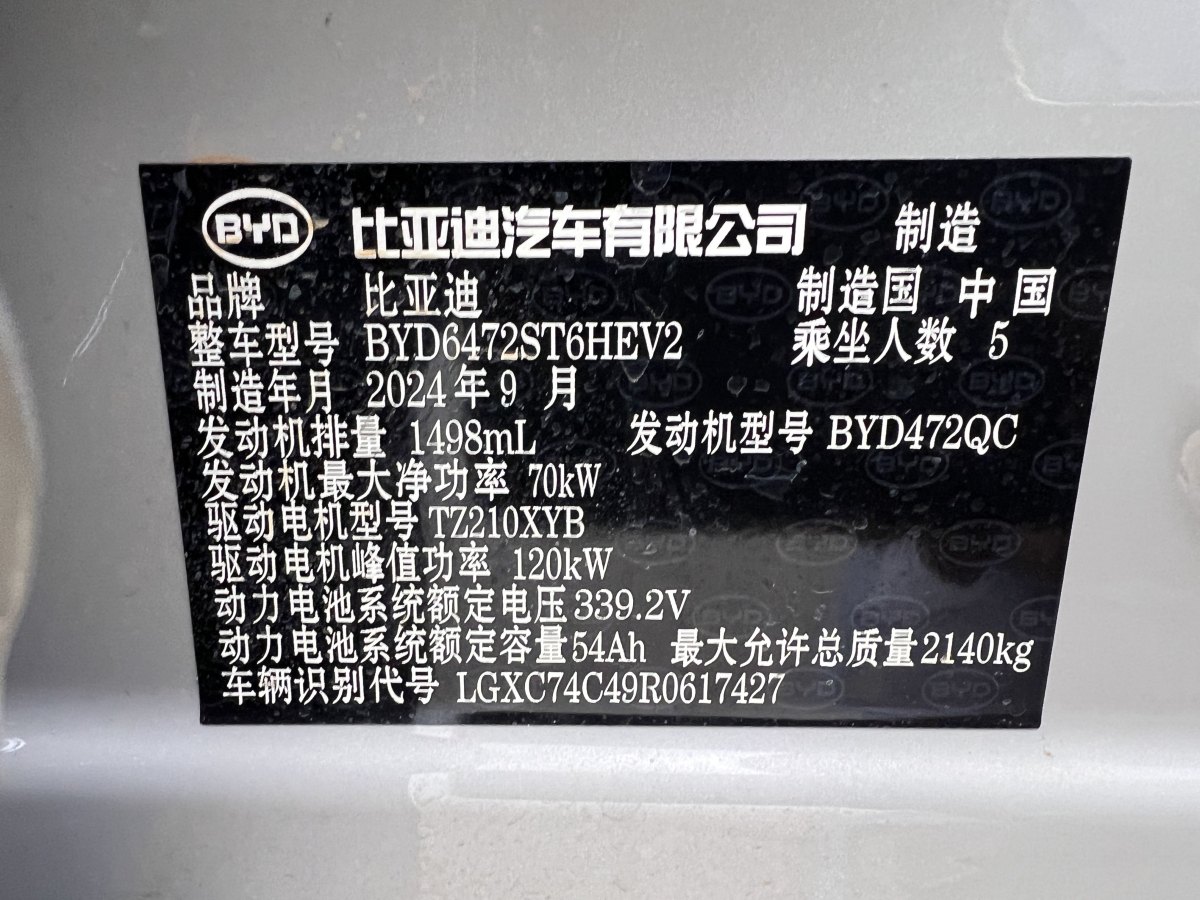 BYD 比亚迪汽车有限公司 制造
品牌 比亚迪 制造国 中国
整车型号 BYD6472ST6HEV2 乘坐人数 5
制造年月 2024年9月
发动机排量 1498mL 发动机型号 BYD472QC
发动机最大净功率 70kW
驱动电机型号 TZ210XYB
驱动电机峰值功率 120kW
动力电池系统额定电压339.2V
动力电池系统额定容量54Ah 最大允许总质量2140kg
车辆识别代号 LGXC74C49R0617427